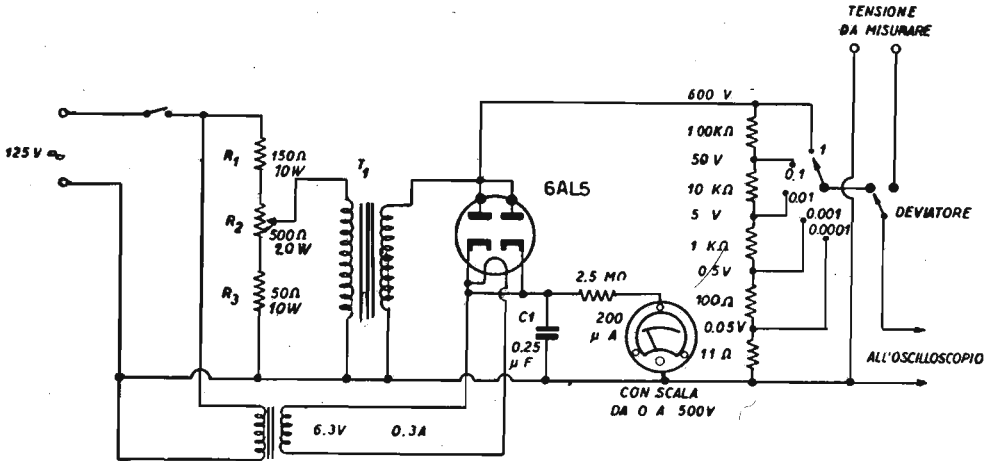 TENSIONE
DA MISURARE
600 V
100KΩ
1
125V
R1
150Ω
10W
T1
6AL5
50 V
0.1
10 KΩ
0.01
R2
500Ω
20W
5 V
0.001
0.0001
DEVIATORE
1 KΩ
R3
50Ω
10W
2.5 MΩ
0.5V
C1
0.25
μF
200
μA
100Ω
0.05V
11Ω
ALL'OSCILLOSCOPIO
CON SCALA
DA 0 A 500V
6.3V
0.3A